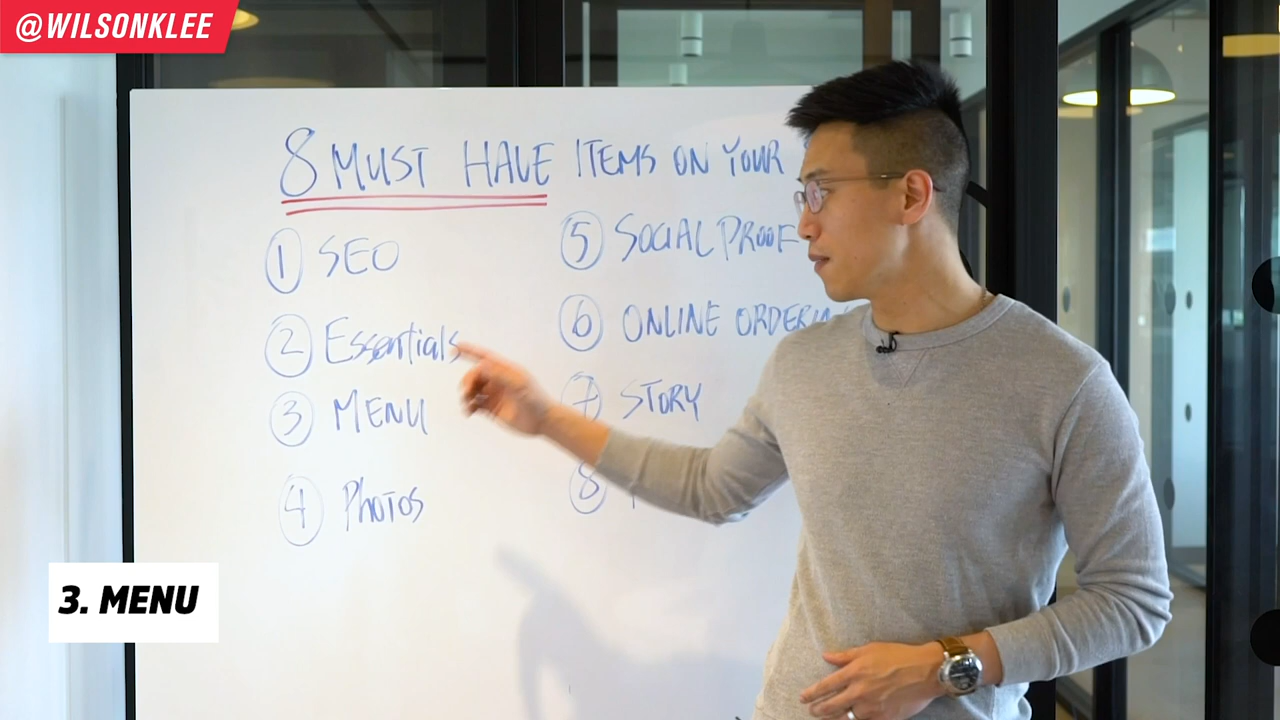 @WILSONKLEE
8 MUST HAVE ITEMS ON YOUR
1 SEO
2 Essentials
3 MENU
4 PhoTos
5 SOCIAL PROOF
6 ONLINE ORDERIN
7 STORY
8
3. MENU